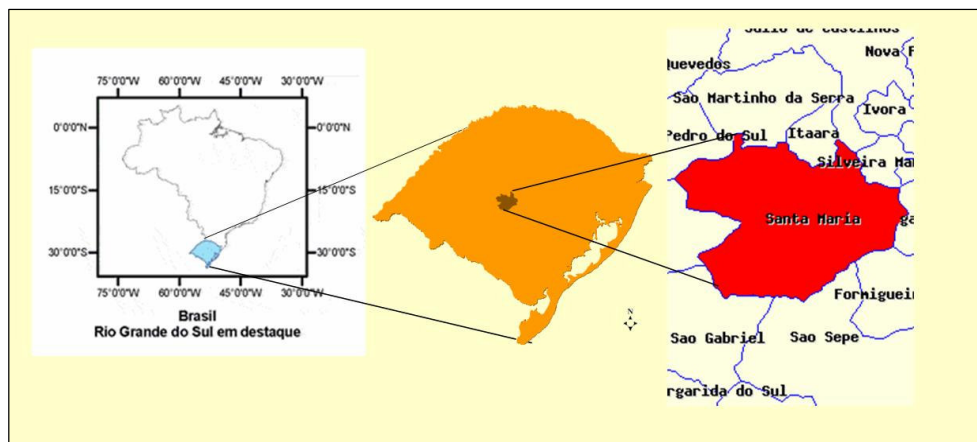 75°0'0"W 60°0'0"W 45°0'0"W 30°0'0"W
0°0'0"N 0°0'0"N
15°0'0"S 15°0'0"S
30°0'0"S 30°0'0"S
75°0'0"W 60°0'0"W 45°0'0"W 30°0'0"W
Brasil
Rio Grande do Sul em destaque
N
Nova F
Quevedos
Sao Martinho da Serra
Ivora
Pedro do Sul Itaara
Silveira Ma
Santa Maria
Formiguei
Sao Gabriel Sao Sepe
rgarida do Sul